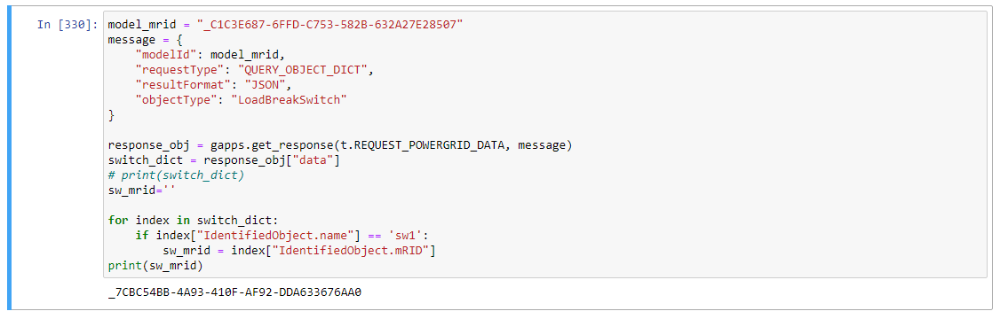 In [330]: model_mrid = "_C1C3E687-6FFD-C753-582B-632A27E28507"
message = {
    "modelId": model_mrid,
    "requestType": "QUERY_OBJECT_DICT",
    "resultFormat": "JSON",
    "objectType": "LoadBreakSwitch"
}
response_obj = gapps.get_response(t.REQUEST_POWERGRID_DATA, message)
switch_dict = response_obj["data"]
# print(switch_dict)
sw_mrid=''
for index in switch_dict:
    if index["IdentifiedObject.name"] == 'sw1':
        sw_mrid = index["IdentifiedObject.mRID"]
print(sw_mrid)
_7CBC54BB-4A93-410F-AF92-DDA633676AA0